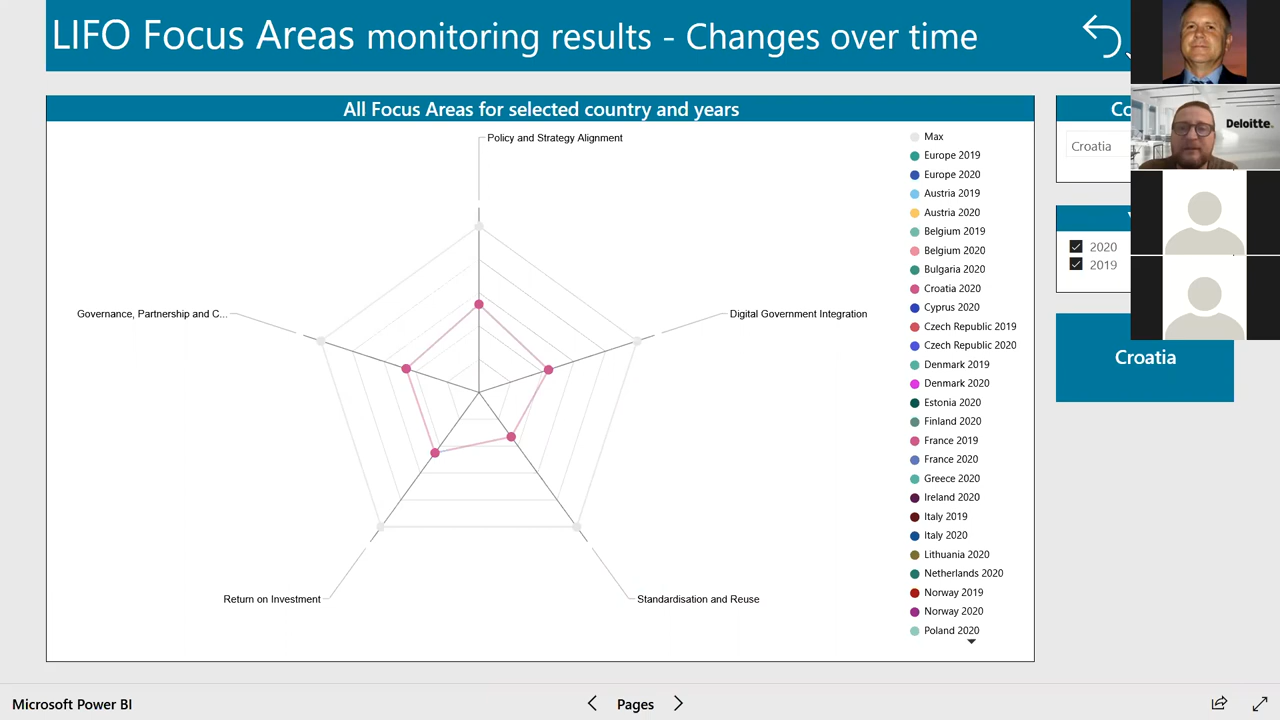 LIFO Focus Areas monitoring results - Changes over time
All Focus Areas for selected country and years
Policy and Strategy Alignment
Governance, Partnership and C...
Digital Government Integration
Return on Investment
Standardisation and Reuse
Max
Europe 2019
Europe 2020
Austria 2019
Austria 2020
Belgium 2019
Belgium 2020
Bulgaria 2020
Croatia 2020
Cyprus 2020
Czech Republic 2019
Czech Republic 2020
Denmark 2019
Denmark 2020
Estonia 2020
Finland 2020
France 2019
France 2020
Greece 2020
Ireland 2020
Italy 2019
Italy 2020
Lithuania 2020
Netherlands 2020
Norway 2019
Norway 2020
Poland 2020
Co
Croatia
2020
2019
Croatia
Deloitte.
Microsoft Power BI
Pages